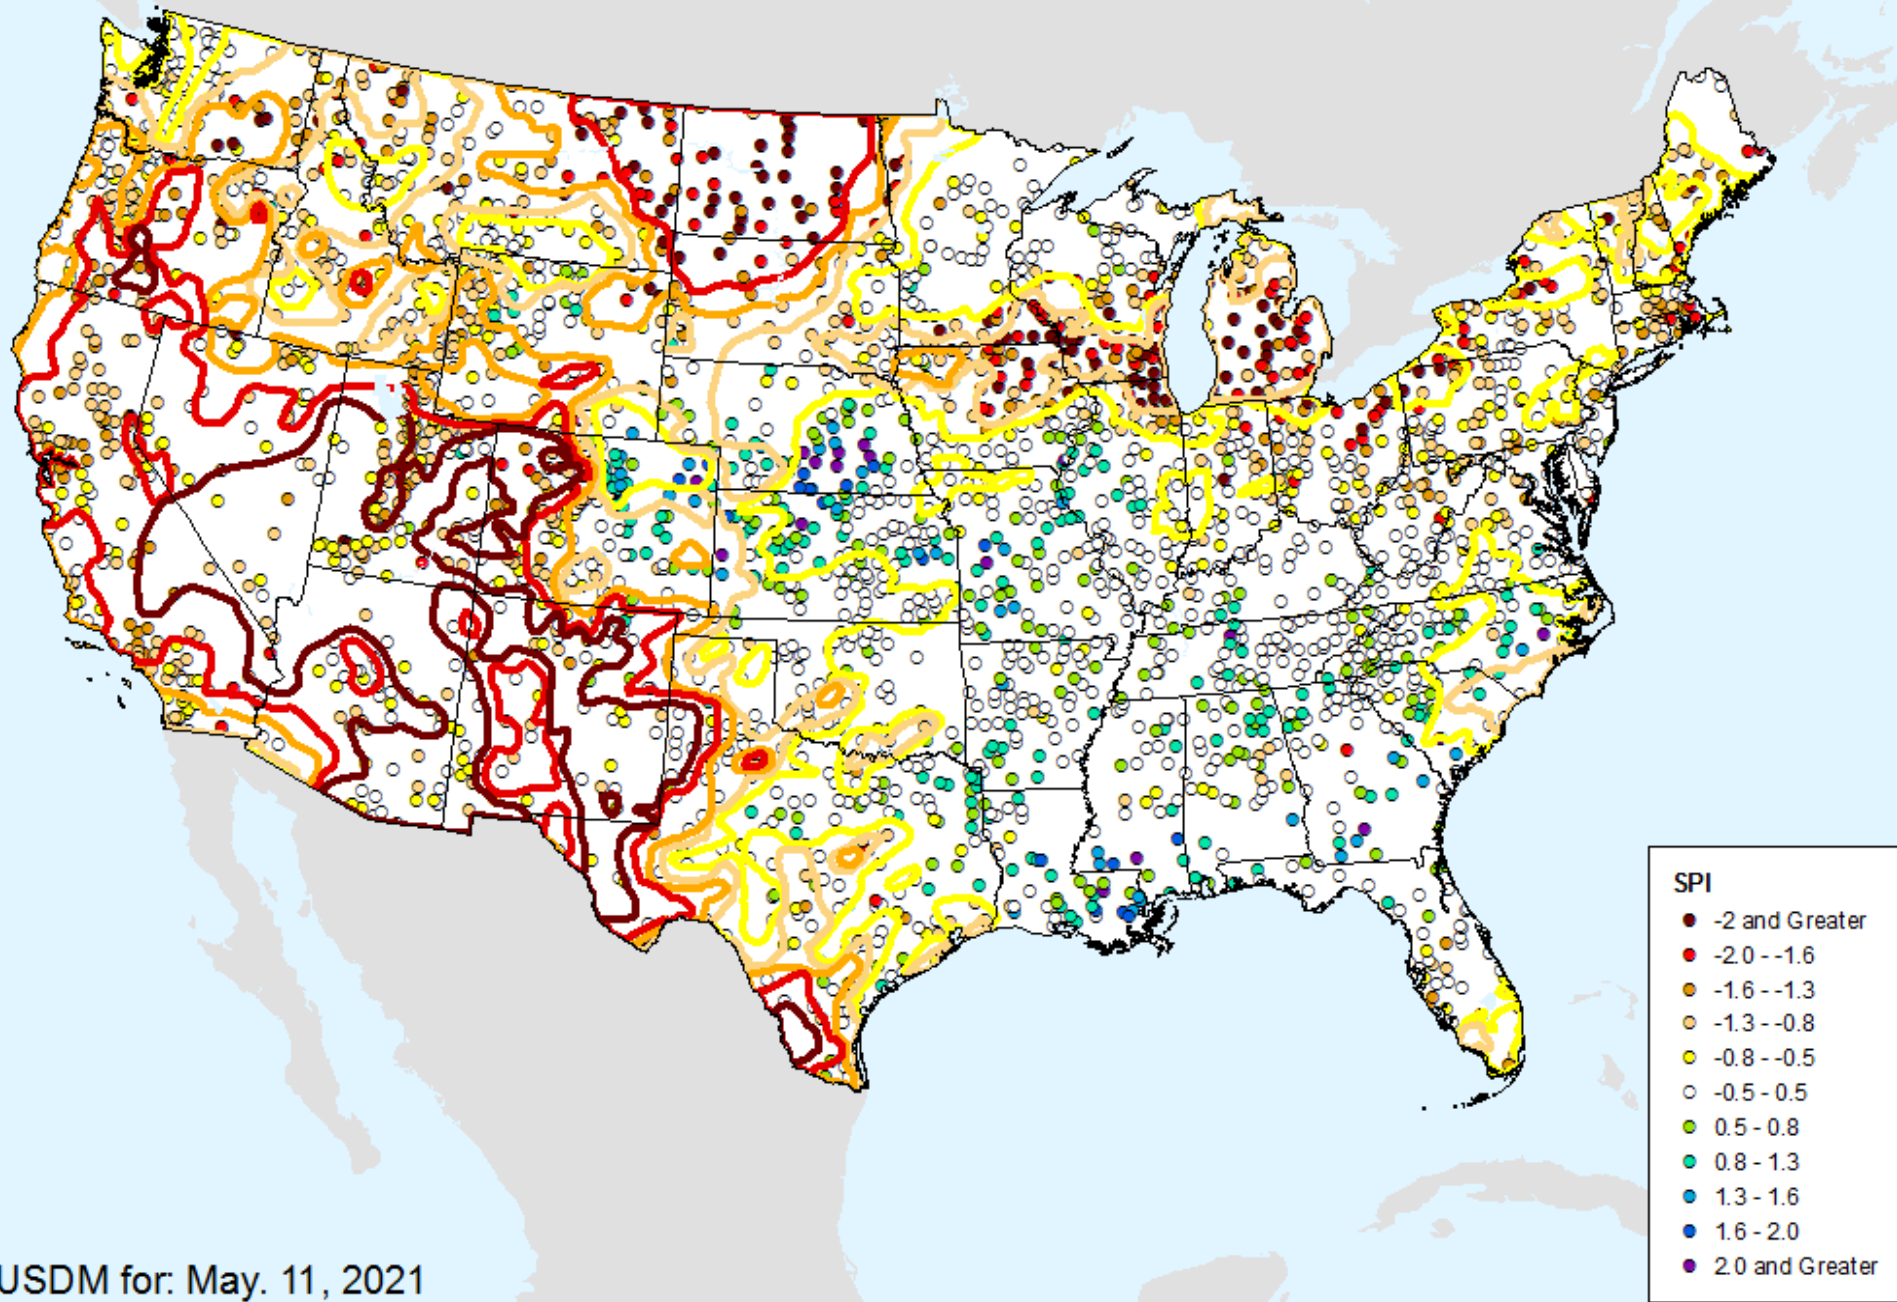 SPI
-2 and Greater
-2.0 - -1.6
-1.6 - -1.3
-1.3 - -0.8
-0.8 - -0.5
-0.5 - 0.5
0.5 - 0.8
0.8 - 1.3
1.3 - 1.6
1.6 - 2.0
2.0 and Greater
USDM for: May. 11, 2021